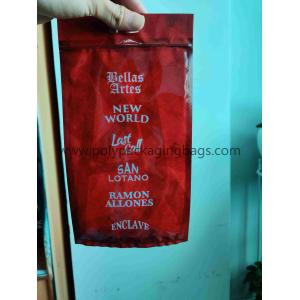 Bellas
Artes
NEW
WORLD
Last
Call
www.polypackagingbags.com
SAN
LOTANO
RAMON
ALLONES
ENCLAVE